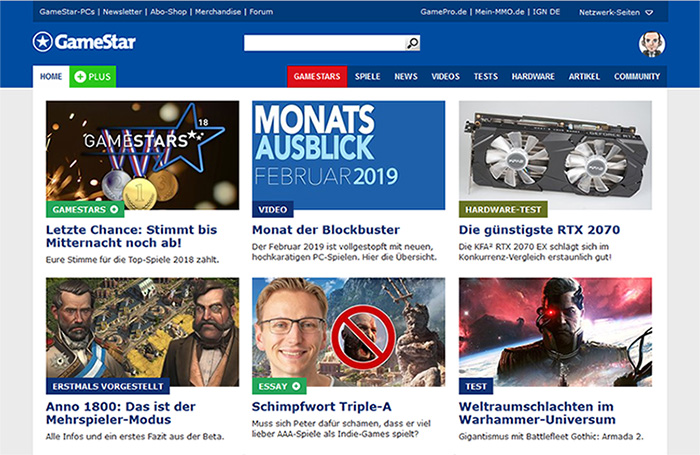 GameStar-PCs | Newsletter | Abo-Shop | Merchandise | Forum
GamePro.de | Mein-MMO.de | IGN DE
Netzwerk-Seiten
GameStar
HOME
PLUS
GAMESTARS
SPIELE
NEWS
VIDEOS
TESTS
HARDWARE
ARTIKEL
COMMUNITY
18
GAMESTARS
GAMESTARS
Letzte Chance: Stimmt bis
Mitternacht noch ab!
Eure Stimme für die Top-Spiele 2018 zählt.
MONATS
AUSBLICK
FEBRUAR 2019
VIDEO
Monat der Blockbuster
Der Februar 2019 ist vollgestopft mit neuen,
hochkarätigen PC-Spielen. Hier die Übersicht.
HARDWARE-TEST
Die günstigste RTX 2070
Die KFA² RTX 2070 EX schlägt sich im
Konkurrenz-Vergleich erstaunlich gut!
ERSTMALS VORGESTELLT
Anno 1800: Das ist der
Mehrspieler-Modus
Alle Infos und ein erstes Fazit aus der Beta.
ESSAY
Schimpfwort Triple-A
Muss sich Peter dafür schämen, dass er viel
lieber AAA-Spiele als Indie-Games spielt?
TEST
Weltraumschlachten im
Warhammer-Universum
Gigantismus mit Battlefleet Gothic: Armada 2.